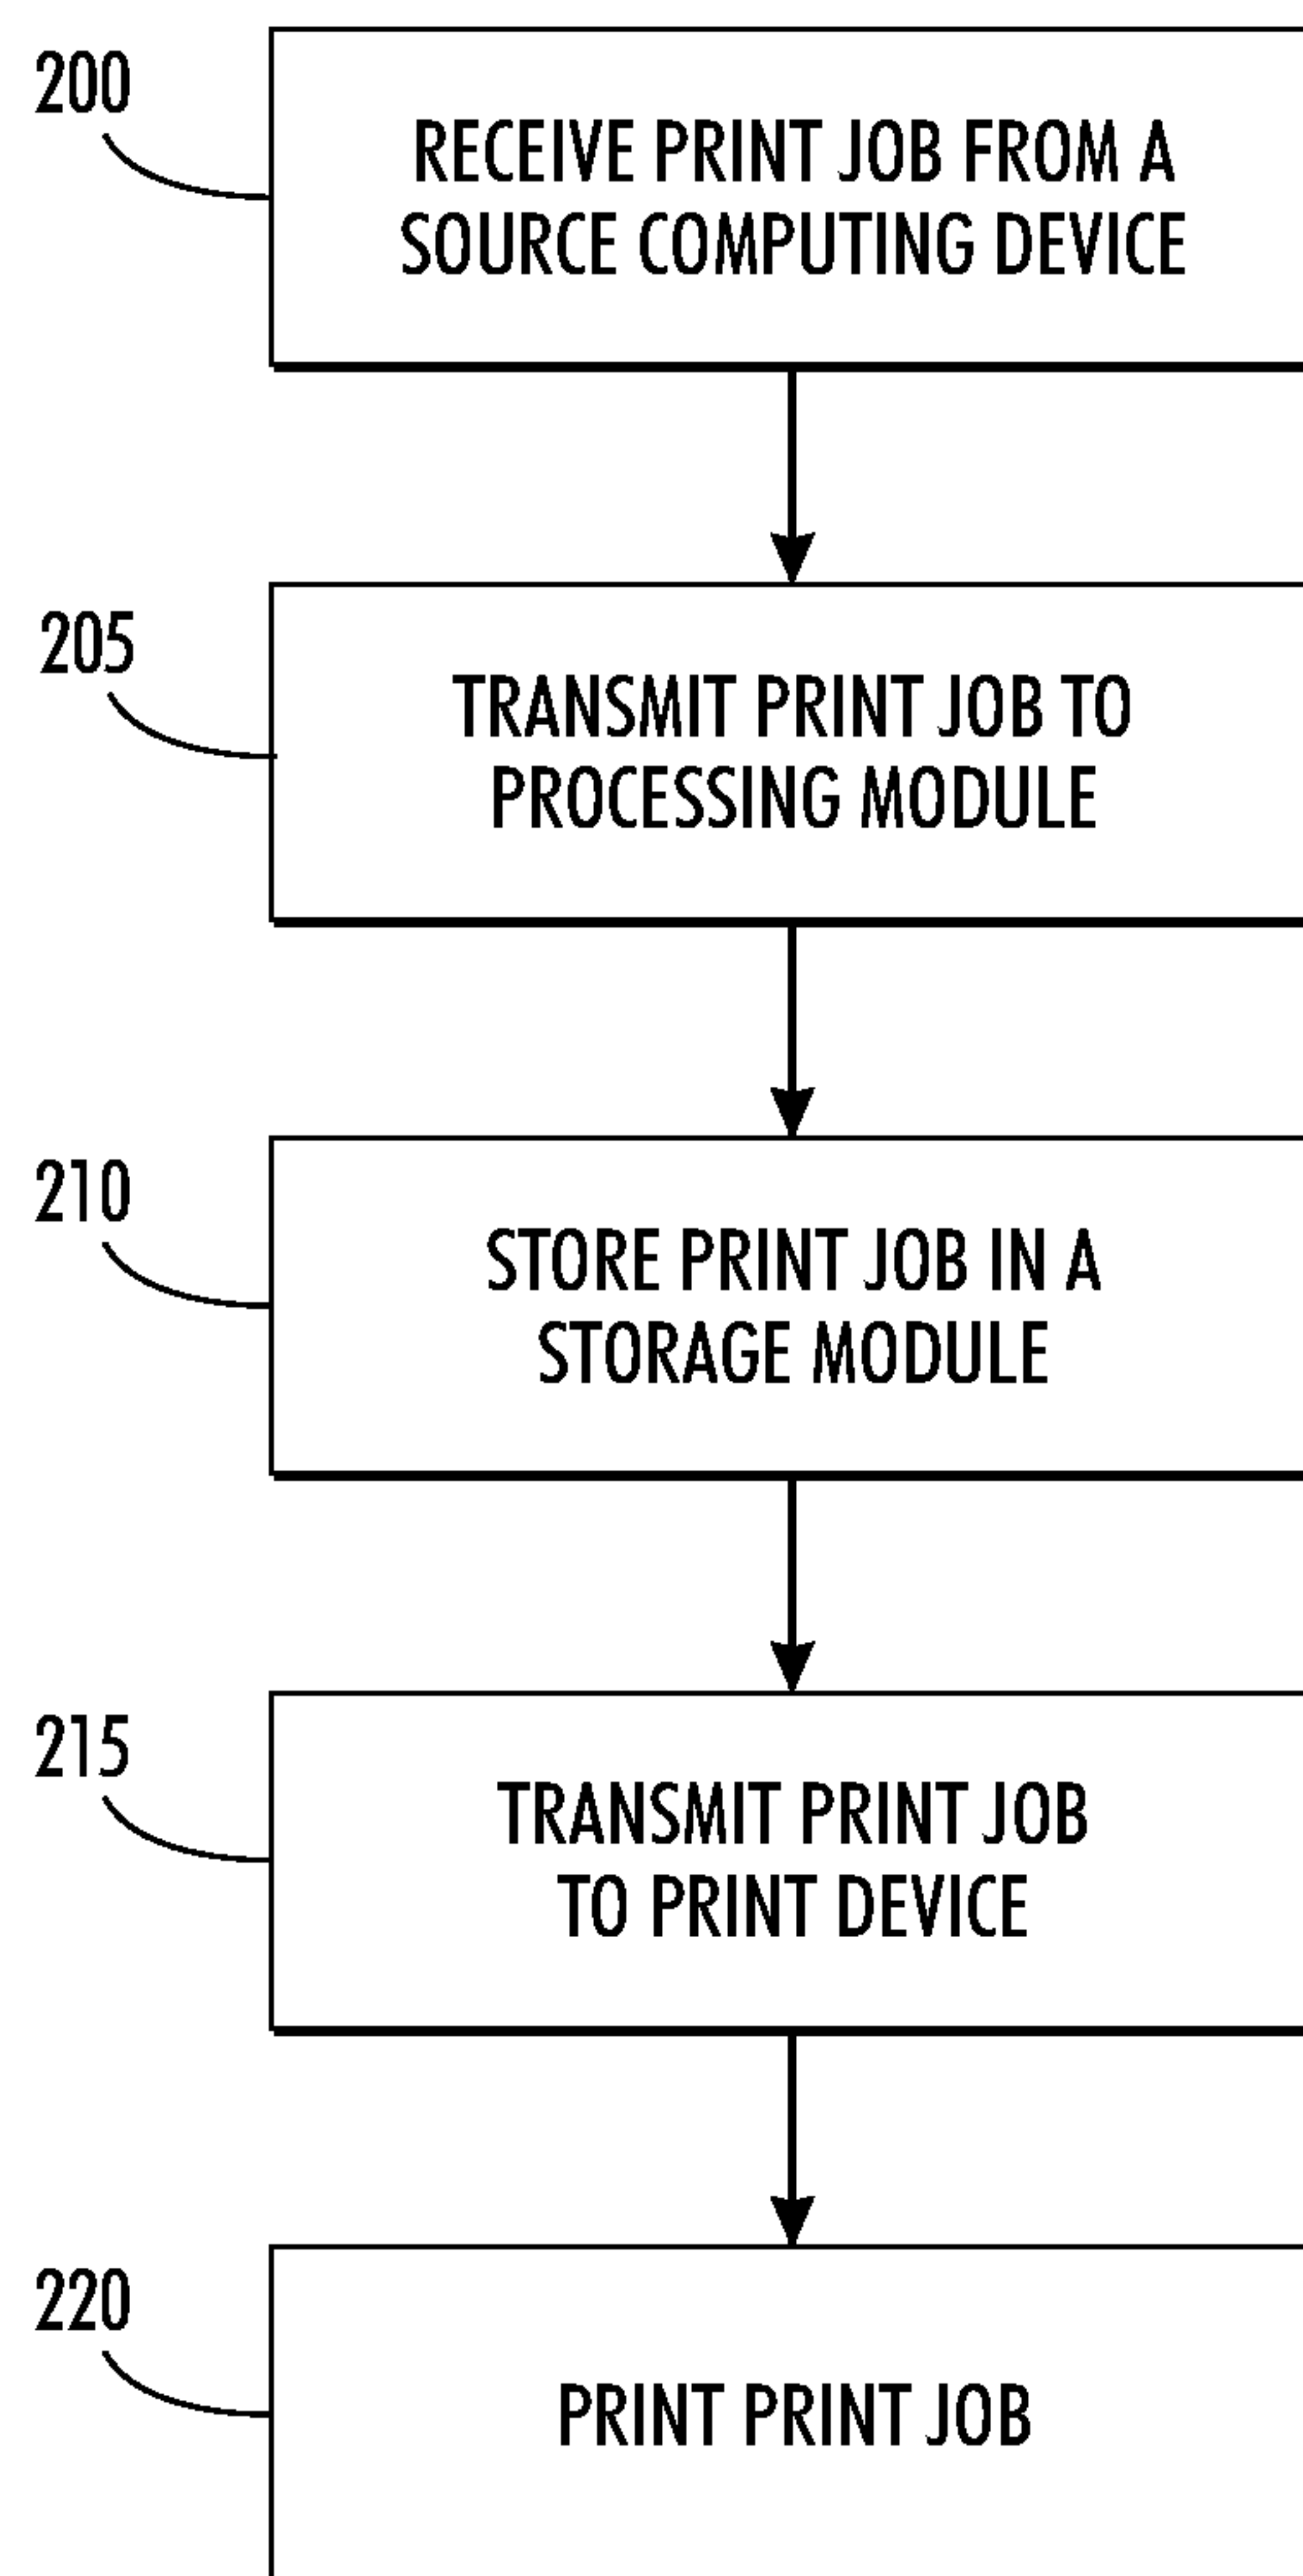 200
RECEIVE PRINT JOB FROM A
SOURCE COMPUTING DEVICE
205
TRANSMIT PRINT JOB TO
PROCESSING MODULE
210
STORE PRINT JOB IN A
STORAGE MODULE
215
TRANSMIT PRINT JOB
TO PRINT DEVICE
220
PRINT PRINT JOB